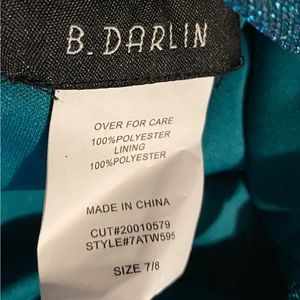 B. DARLIN
OVER FOR CARE
100%POLYESTER
LINING
100%POLYESTER
MADE IN CHINA
CUT#20010579
STYLE#7ATW595
SIZE 7/8